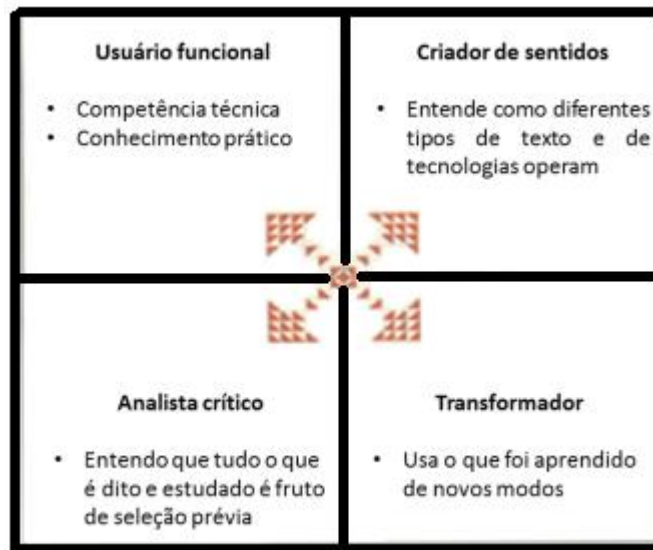 Usuário funcional
• Competência técnica
• Conhecimento prático
Criador de sentidos
• Entende como diferentes
tipos de texto e de
tecnologias operam
Analista crítico
• Entendo que tudo o que
é dito e estudado é fruto
de seleção prévia
Transformador
• Usa o que foi aprendido
de novos modos